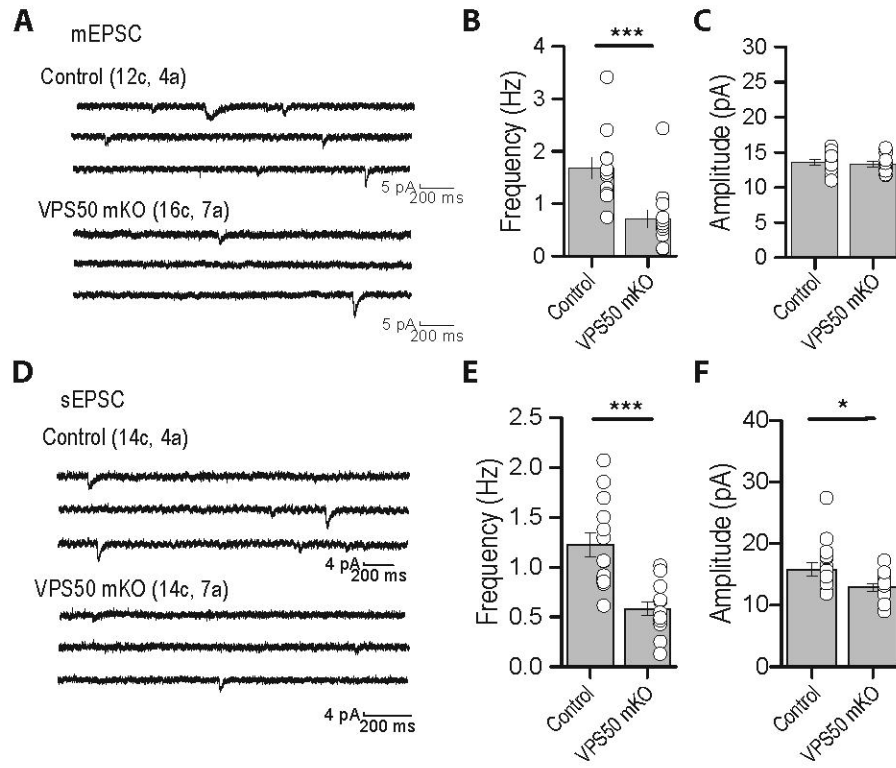 A
mEPSC
Control (12c, 4a)
5 pA
200 ms
VPS50 mKO (16c, 7a)
5 pA
200 ms
B
***
Frequency (Hz)
4
3
2
1
0
Control
VPS50 mKO
C
Amplitude (pA)
30
25
20
15
10
5
0
Control
VPS50 mKO
D
sEPSC
Control (14c, 4a)
4 pA
200 ms
VPS50 mKO (14c, 7a)
4 pA
200 ms
E
***
Frequency (Hz)
2.5
2.0
1.5
1.0
0.5
0.0
Control
VPS50 mKO
F
*
Amplitude (pA)
40
30
20
10
0
Control
VPS50 mKO